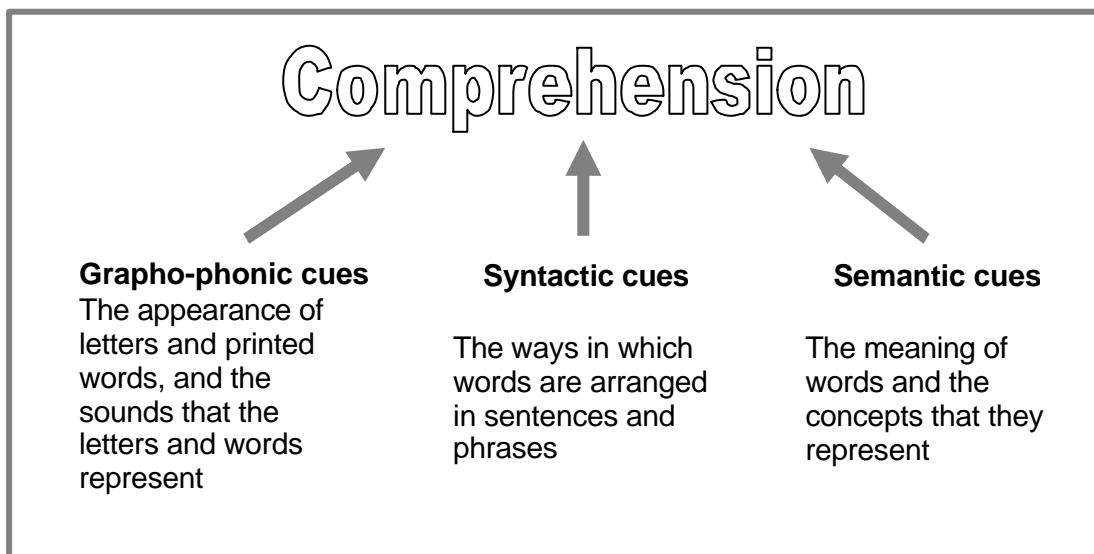 Comprehension
Grapho-phonic cues
The appearance of
letters and printed
words, and the
sounds that the
letters and words
represent
Syntactic cues
The ways in which
words are arranged
in sentences and
phrases
Semantic cues
The meaning of
words and the
concepts that they
represent